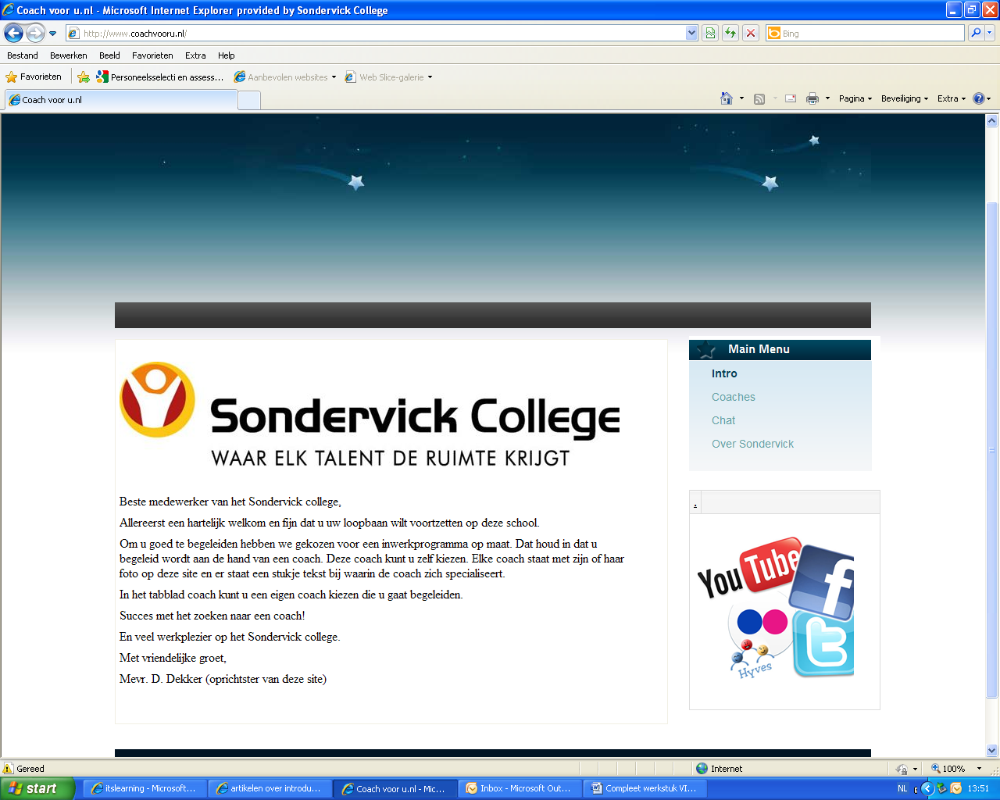 Coach voor u.nl - Microsoft Internet Explorer provided by Sondervick College
http://www.coachvooru.nl/
Bing
Bestand Bewerken Beeld Favorieten Extra Help
Favorieten Personeelsselecti en assess... Aanbevolen websites Web Slice-galerie
Coach voor u.nl
Pagina Beveiliging Extra
Main Menu
Intro
Coaches
Chat
Over Sondervick
Sondervick College
WAAR ELK TALENT DE RUIMTE KRIJGT
Beste medewerker van het Sondervick college,
Allereerst een hartelijk welkom en fijn dat u uw loopbaan wilt voortzetten op deze school.
Om u goed te begeleiden hebben we gekozen voor een inwerkprogramma op maat. Dat houd in dat u
begeleid wordt aan de hand van een coach. Deze coach kunt u zelf kiezen. Elke coach staat met zijn of haar
foto op deze site en er staat een stukje tekst bij waarin de coach zich specialiseert.
In het tabblad coach kunt u een eigen coach kiezen die u gaat begeleiden.
Succes met het zoeken naar een coach!
En veel werkplezier op het Sondervick college.
Met vriendelijke groet,
Mevr. D. Dekker (oprichtster van deze site)
.
YouTube
f
t
Hyves
Gereed
Internet
100%
start
itslearning - Microsoft...
artikelen over introdu...
Coach voor u.nl - Mic...
Inbox - Microsoft Out...
Compleet werkstuk VI...
NL
13:51